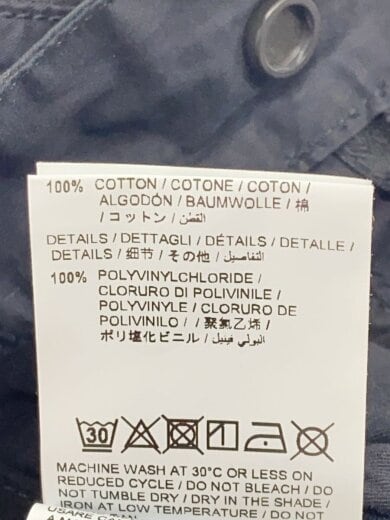 100% COTTON / COTONE / COTON /
ALGODÓN / BAUMWOLLE / 棉
/ コットン / القطن
DETAILS / DETTAGLI / DÉTAILS / DETALLE /
DETAILS / 细节 / その他 / التفاصيل
100% POLYVINYLCHLORIDE /
CLORURO DI POLIVINILE /
POLYVINYLE / CLORURO DE
POLIVINILO / / 聚氯乙烯 /
ポリ塩化ビニル / البولي فينيل
30
MACHINE WASH AT 30°C OR LESS ON
REDUCED CYCLE / DO NOT BLEACH / DO
NOT TUMBLE DRY / DRY IN THE SHADE /
IRON AT LOW TEMPERATURE / DO NOT